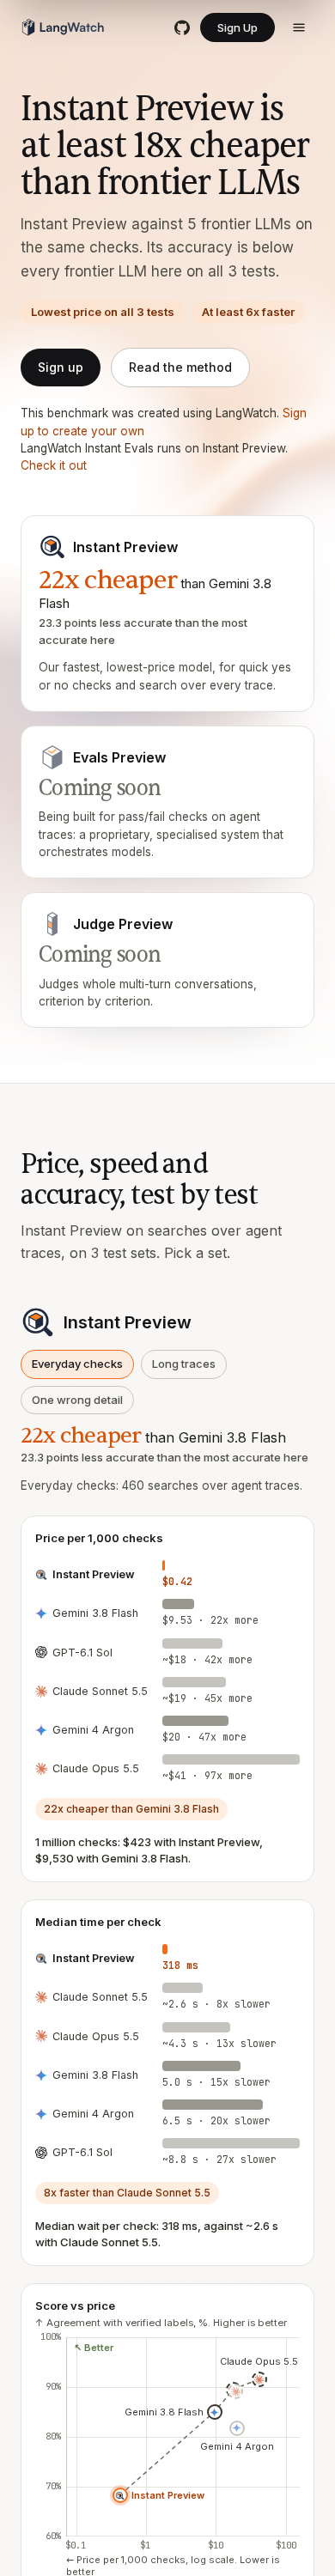 LangWatch
Sign Up
Instant Preview is
at least 18x cheaper
than frontier LLMs
Instant Preview against 5 frontier LLMs on
the same checks. Its accuracy is below
every frontier LLM here on all 3 tests.
Lowest price on all 3 tests
At least 6x faster
Sign up
Read the method
This benchmark was created using LangWatch. Sign
up to create your own
LangWatch Instant Evals runs on Instant Preview.
Check it out
Instant Preview
22x cheaper than Gemini 3.8
Flash
23.3 points less accurate than the most
accurate here
Our fastest, lowest-price model, for quick yes
or no checks and search over every trace.
Evals Preview
Coming soon
Being built for pass/fail checks on agent
traces: a proprietary, specialised system that
orchestrates models.
Judge Preview
Coming soon
Judges whole multi-turn conversations,
criterion by criterion.
Price, speed and
accuracy, test by test
Instant Preview on searches over agent
traces, on 3 test sets. Pick a set.
Instant Preview
Everyday checks
Long traces
One wrong detail
22x cheaper than Gemini 3.8 Flash
23.3 points less accurate than the most accurate here
Everyday checks: 460 searches over agent traces.
Price per 1,000 checks
Instant Preview
$0.42
Gemini 3.8 Flash
$9.53 · 22x more
GPT-6.1 Sol
~$18 · 42x more
Claude Sonnet 5.5
~$19 · 45x more
Gemini 4 Argon
$20 · 47x more
Claude Opus 5.5
~$41 · 97x more
22x cheaper than Gemini 3.8 Flash
1 million checks: $423 with Instant Preview,
$9,530 with Gemini 3.8 Flash.
Median time per check
Instant Preview
318 ms
Claude Sonnet 5.5
~2.6 s · 8x slower
Claude Opus 5.5
~4.3 s · 13x slower
Gemini 3.8 Flash
5.0 s · 15x slower
Gemini 4 Argon
6.5 s · 20x slower
GPT-6.1 Sol
~8.8 s · 27x slower
8x faster than Claude Sonnet 5.5
Median wait per check: 318 ms, against ~2.6 s
with Claude Sonnet 5.5.
Score vs price
↑ Agreement with verified labels, %. Higher is better
100%
↖ Better
Claude Opus 5.5
90%
Gemini 3.8 Flash
80%
Gemini 4 Argon
70%
Instant Preview
60%
$0.1
$1
$10
$100
← Price per 1,000 checks, log scale. Lower is
better